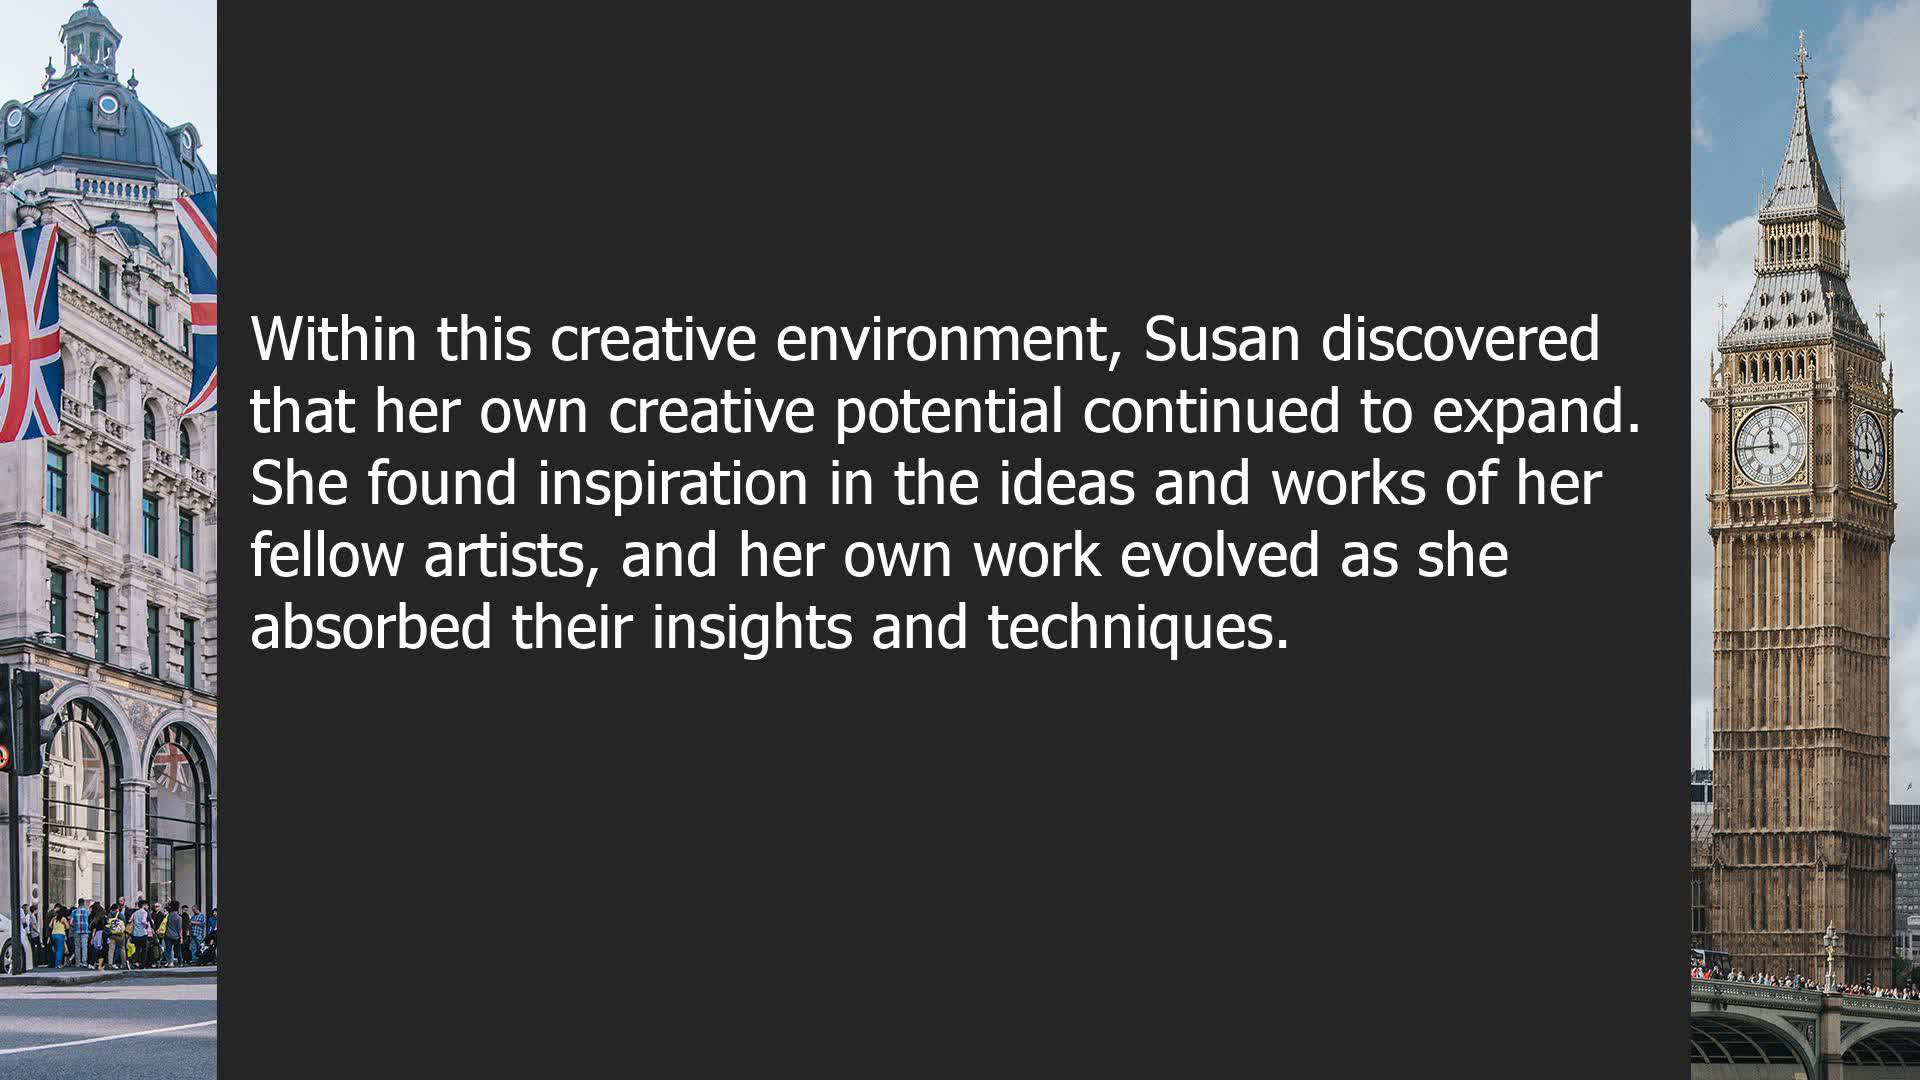 Within this creative environment, Susan discovered
that her own creative potential continued to expand.
She found inspiration in the ideas and works of her
fellow artists, and her own work evolved as she
absorbed their insights and techniques.